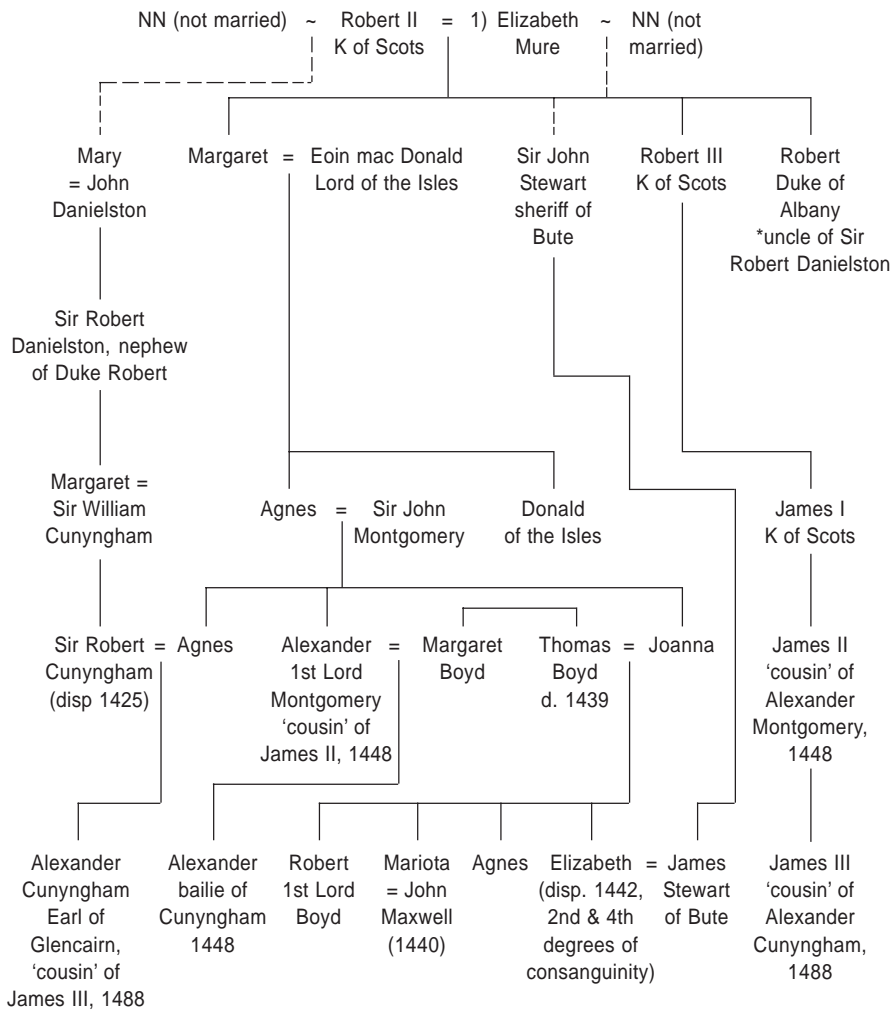 NN (not married) ~ Robert II = 1) Elizabeth ~ NN (not
K of Scots Mure married)
Mary
= John
Danielston
Margaret = Eoin mac Donald
Lord of the Isles
Sir John
Stewart
sheriff of
Bute
Robert III
K of Scots
Robert
Duke of
Albany
*uncle of Sir
Robert Danielston
Sir Robert
Danielston, nephew
of Duke Robert
Margaret =
Sir William
Cunyngham
Agnes = Sir John
Montgomery
Donald
of the Isles
James I
K of Scots
Sir Robert = Agnes
Cunyngham
(disp 1425)
Alexander =
1st Lord
Montgomery
‘cousin’ of
James II, 1448
Margaret
Boyd
Thomas = Joanna
Boyd
d. 1439
James II
‘cousin’ of
Alexander
Montgomery,
1448
Alexander
Cunyngham
Earl of
Glencairn,
‘cousin’ of
James III, 1488
Alexander
bailie of
Cunyngham
1448
Robert
1st Lord
Boyd
Mariota
= John
Maxwell
(1440)
Agnes
Elizabeth =
(disp. 1442,
2nd & 4th
degrees of
consanguinity)
James
Stewart
of Bute
James III
‘cousin’ of
Alexander
Cunyngham,
1488